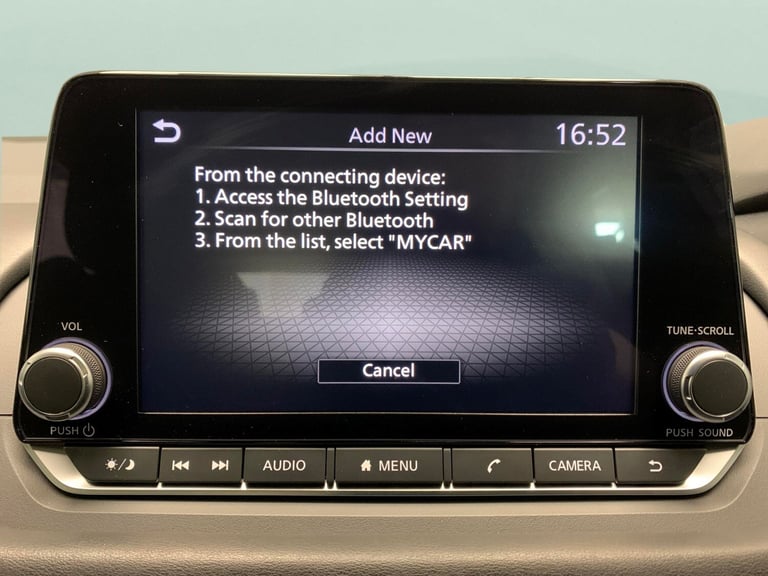 Add New
16:52
From the connecting device:
1. Access the Bluetooth Setting
2. Scan for other Bluetooth
3. From the list, select "MYCAR"
Cancel
VOL
TUNE·SCROLL
PUSH
PUSH SOUND
AUDIO
MENU
CAMERA